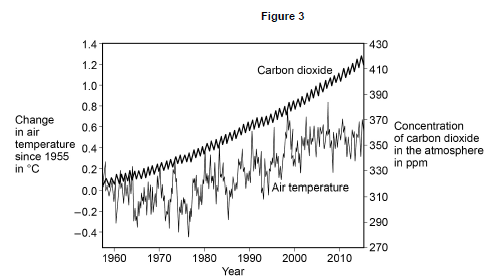 Figure 3
1.4
1.2
1.0
0.8
0.6
0.4
0.2
0.0
−0.2
−0.4
Change
in air
temperature
since 1955
in °C
Carbon dioxide
Air temperature
430
410
390
370
350
330
310
290
270
Concentration
of carbon dioxide
in the atmosphere
in ppm
1960 1970 1980 1990 2000 2010
Year